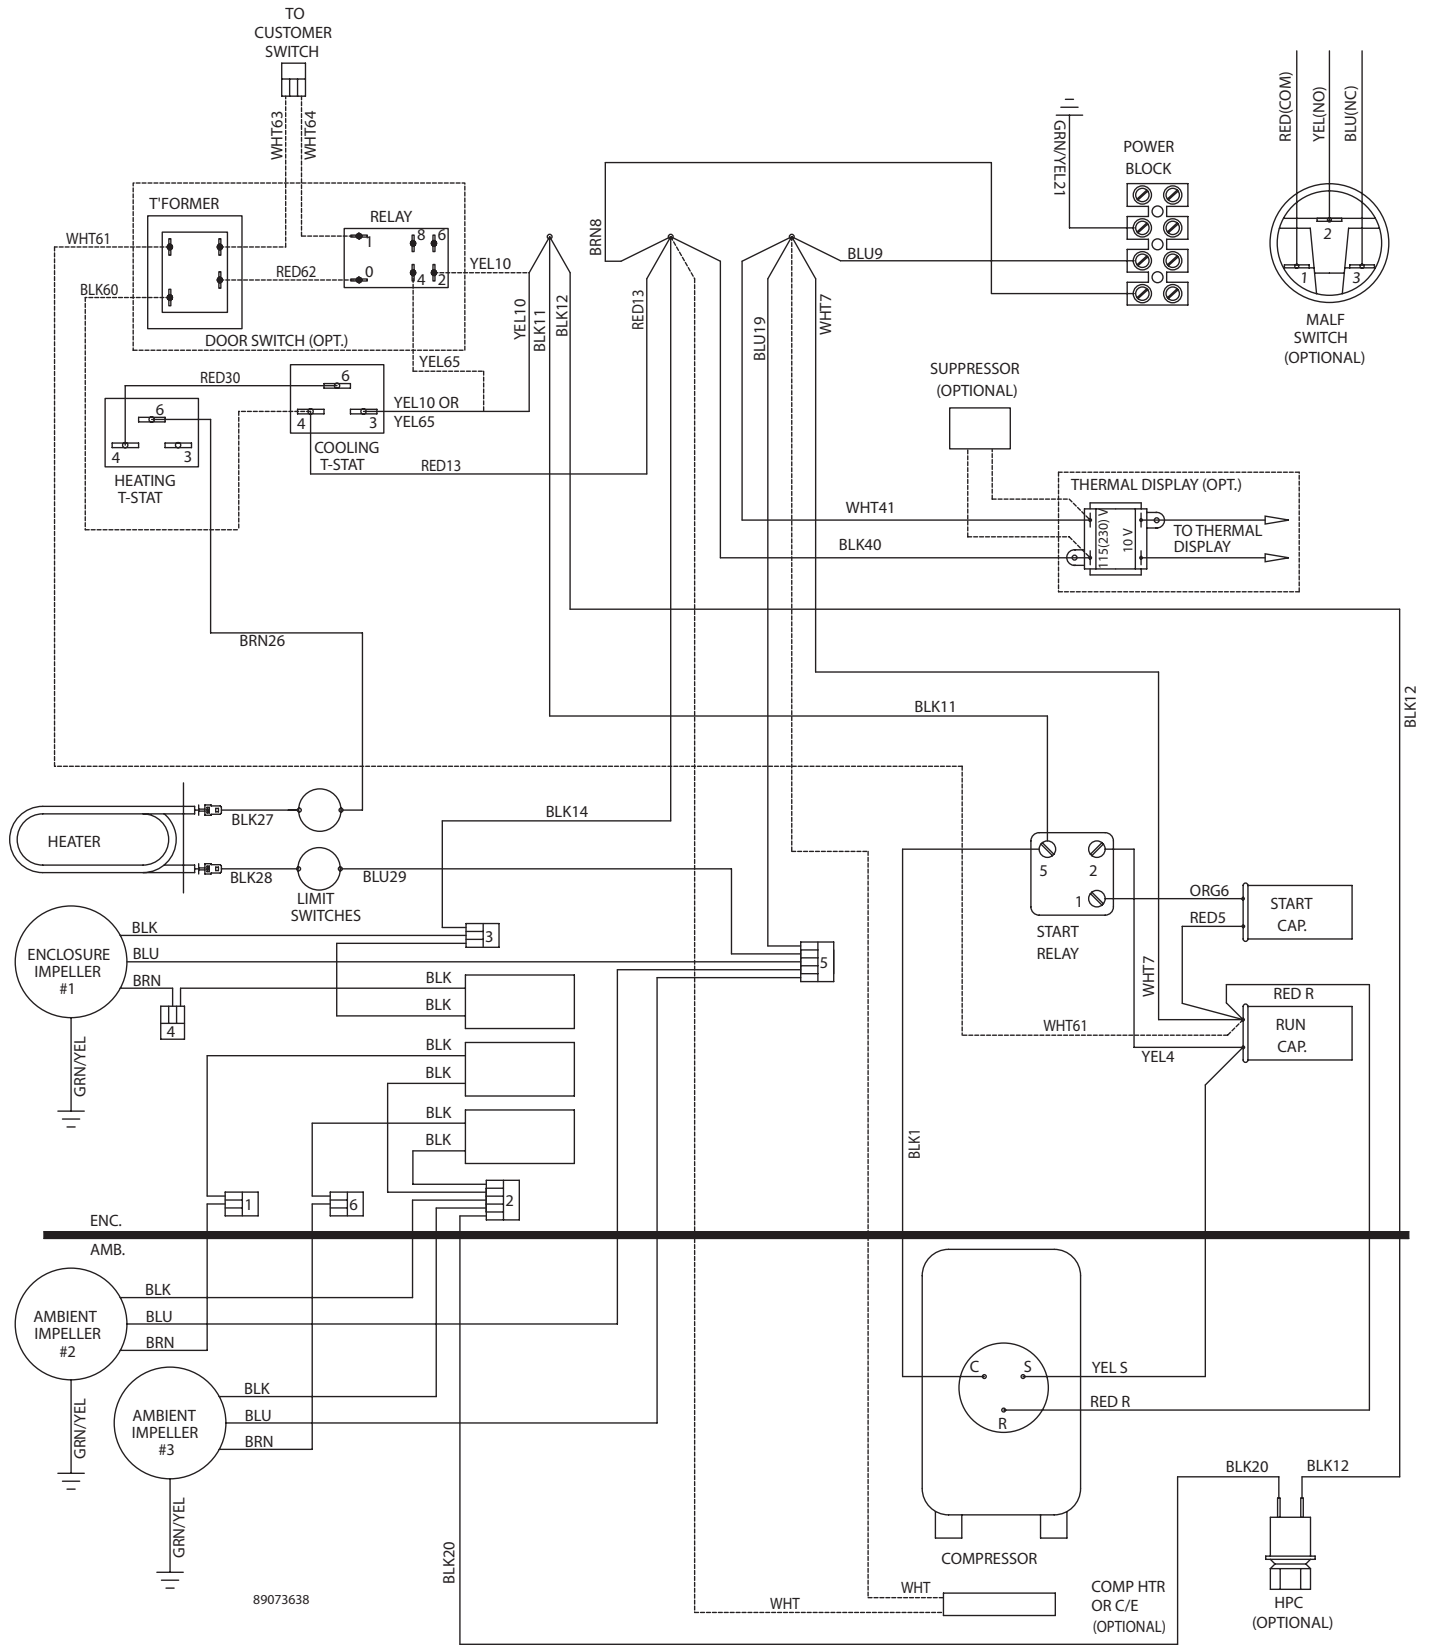 TO
CUSTOMER
SWITCH
WHT63
WHT64
T'FORMER
RELAY
1
0
8
6
4
2
WHT61
RED62
BLK60
YEL10
DOOR SWITCH (OPT.)
YEL65
YEL10
BLK11
BLK12
BRN8
RED13
BLU19
WHT7
BLU9
GRN/YEL21
POWER
BLOCK
RED(COM)
YEL(NO)
BLU(NC)
2
1
3
MALF
SWITCH
(OPTIONAL)
RED30
6
4
3
YEL10 OR
YEL65
COOLING
T-STAT
6
4
3
HEATING
T-STAT
RED13
SUPPRESSOR
(OPTIONAL)
THERMAL DISPLAY (OPT.)
WHT41
BLK40
115(230) V
10 V
TO THERMAL
DISPLAY
BRN26
BLK11
BLK12
HEATER
BLK27
BLK28
BLU29
LIMIT
SWITCHES
BLK14
5
2
1
START
RELAY
ORG6
RED5
START
CAP.
ENCLOSURE
IMPELLER
#1
BLK
BLU
BRN
GRN/YEL
3
4
5
BLK
BLK
BLK
BLK
BLK
BLK
WHT7
RED R
RUN
CAP.
WHT61
YEL4
BLK1
1
6
2
ENC.
AMB.
AMBIENT
IMPELLER
#2
BLK
BLU
BRN
GRN/YEL
AMBIENT
IMPELLER
#3
BLK
BLU
BRN
GRN/YEL
C
S
R
YEL S
RED R
COMPRESSOR
BLK20
BLK12
BLK20
HPC
(OPTIONAL)
WHT
WHT
COMP HTR
OR C/E
(OPTIONAL)
89073638